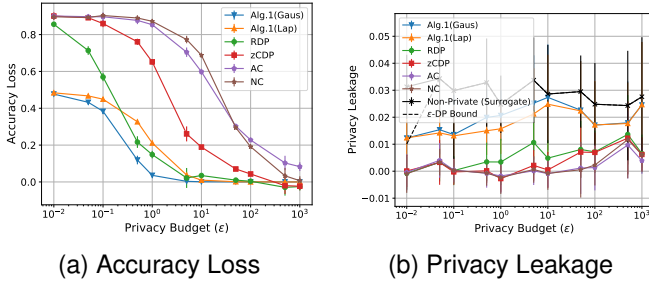 Accuracy Loss
0.8
0.6
0.4
0.2
0.0
Alg.1(Gaus)
Alg.1(Lap)
RDP
zCDP
AC
NC
10⁻² 10⁻¹ 10⁰ 10¹ 10² 10³
Privacy Budget (ε)
(a) Accuracy Loss
Privacy Leakage
0.05
0.04
0.03
0.02
0.01
0.00
−0.01
Alg.1(Gaus)
Alg.1(Lap)
RDP
zCDP
AC
NC
Non-Private (Surrogate)
ε-DP Bound
10⁻² 10⁻¹ 10⁰ 10¹ 10² 10³
Privacy Budget (ε)
(b) Privacy Leakage